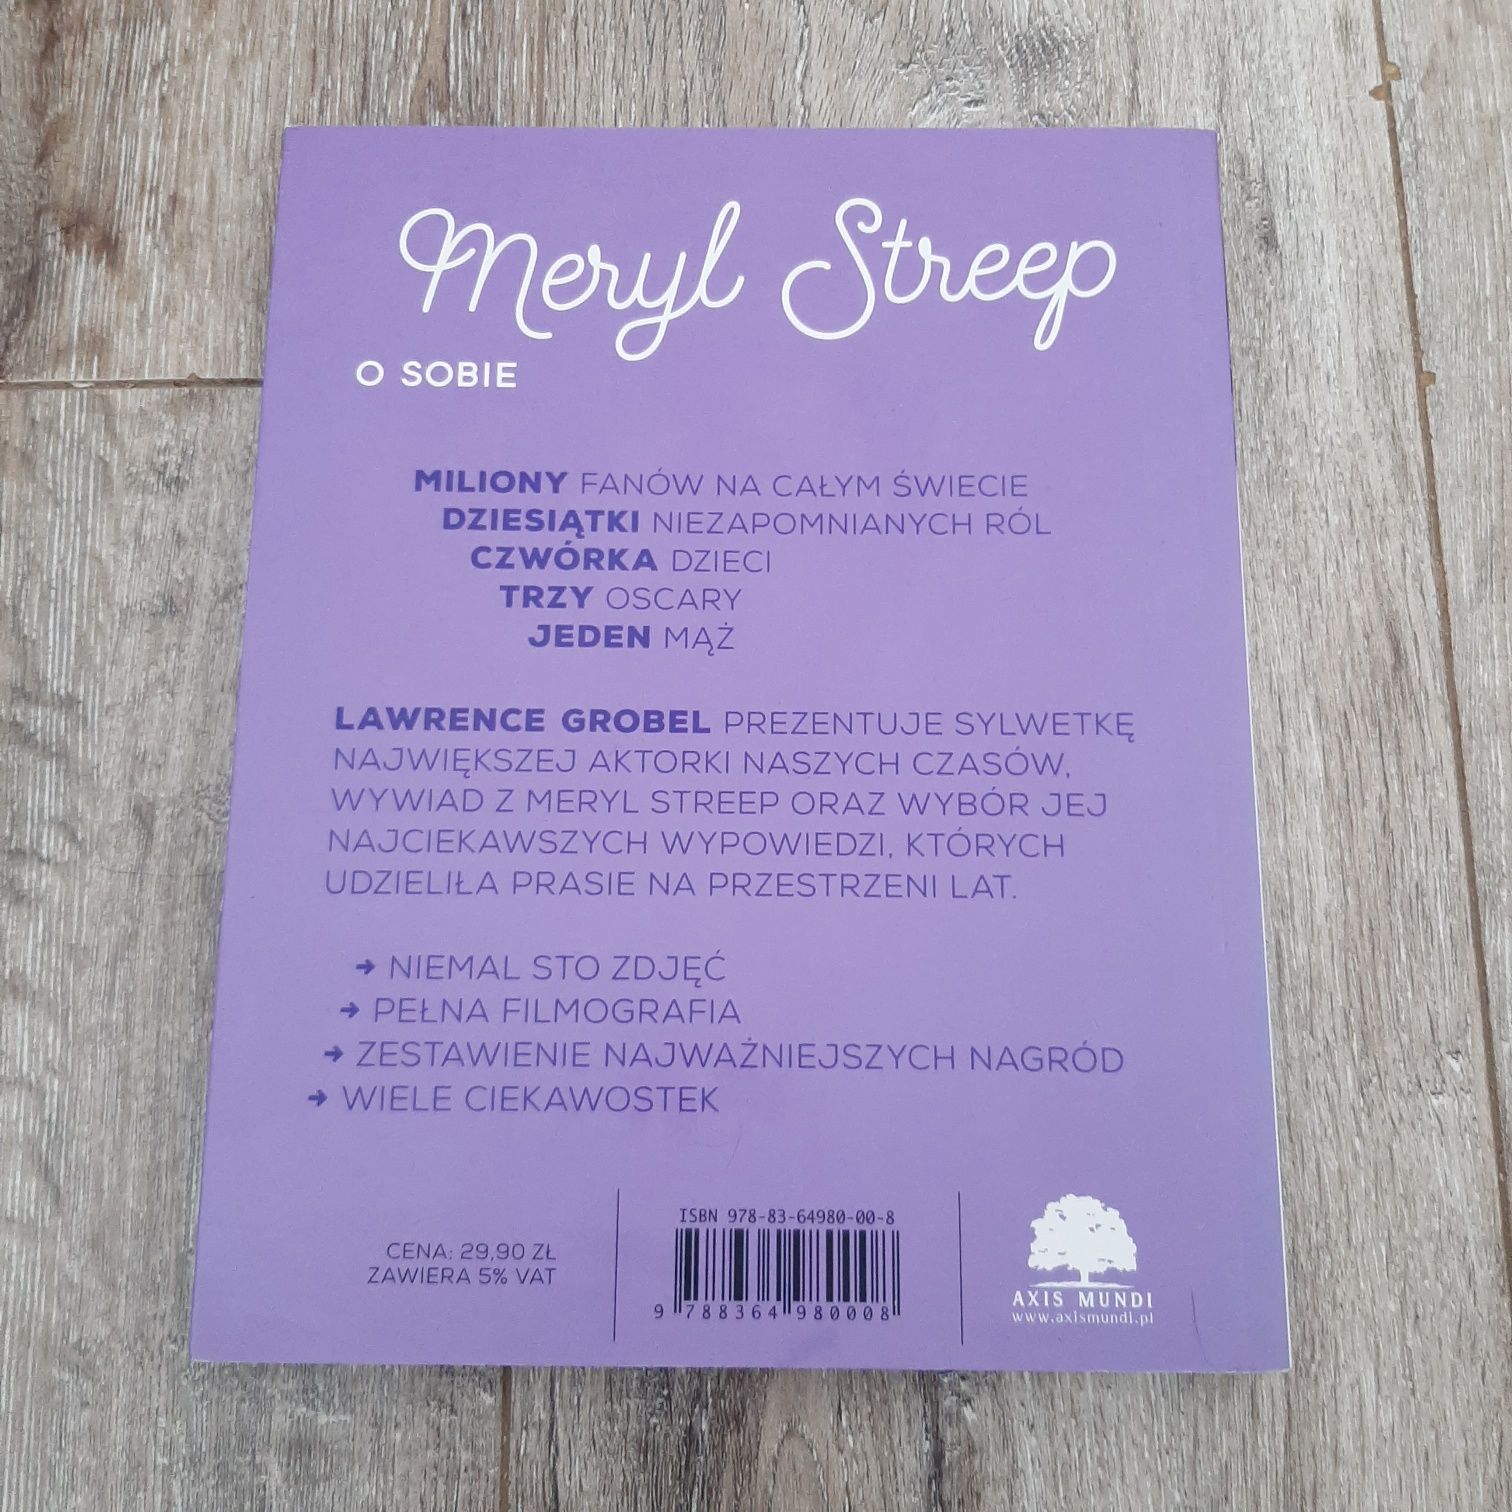 Meryl Streep
O SOBIE
MILIONY FANÓW NA CAŁYM ŚWIECIE
DZIESIĄTKI NIEZAPOMNIANYCH RÓL
CZWÓRKA DZIECI
TRZY OSCARY
JEDEN MĄŻ
LAWRENCE GROBEL PREZENTUJE SYLWETKĘ
NAJWIĘKSZEJ AKTORKI NASZYCH CZASÓW,
WYWIAD Z MERYL STREEP ORAZ WYBÓR JEJ
NAJCIEKAWSZYCH WYPOWIEDZI, KTÓRYCH
UDZIELIŁA PRASIE NA PRZESTRZENI LAT.
➔ NIEMAL STO ZDJĘĆ
➔ PEŁNA FILMOGRAFIA
➔ ZESTAWIENIE NAJWAŻNIEJSZYCH NAGRÓD
➔ WIELE CIEKAWOSTEK
CENA: 29,90 ZŁ
ZAWIERA 5% VAT
ISBN 978-83-64980-00-8
9 788364 980008
AXIS MUNDI
www.axismundi.pl